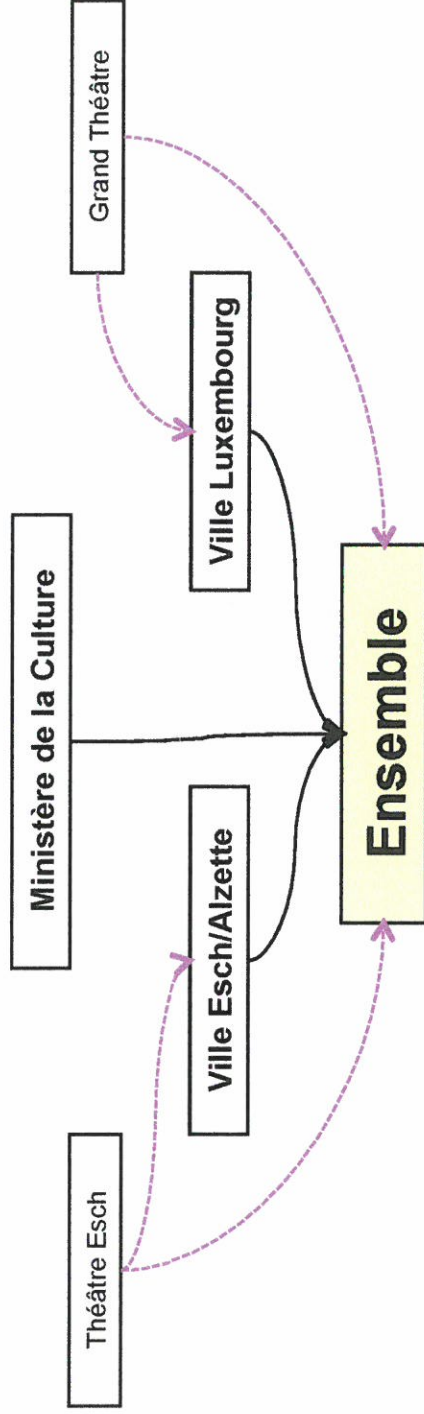 Ministère de la Culture
Théâtre Esch
Grand Théâtre
Ville Esch/Alzette
Ville Luxembourg
Ensemble